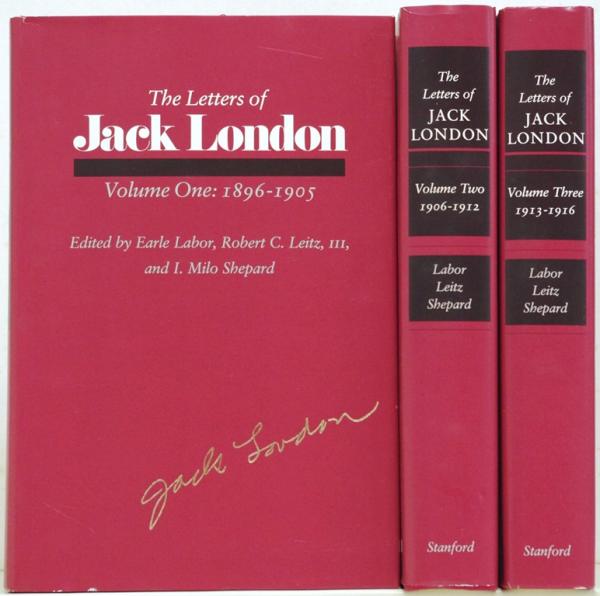 The Letters of
Jack London
Volume One: 1896-1905
Edited by Earle Labor, Robert C. Leitz, III,
and I. Milo Shepard
Jack London
The
Letters of
JACK
LONDON
Volume Two
1906-1912
Labor
Leitz
Shepard
Stanford
The
Letters of
JACK
LONDON
Volume Three
1913-1916
Labor
Leitz
Shepard
Stanford